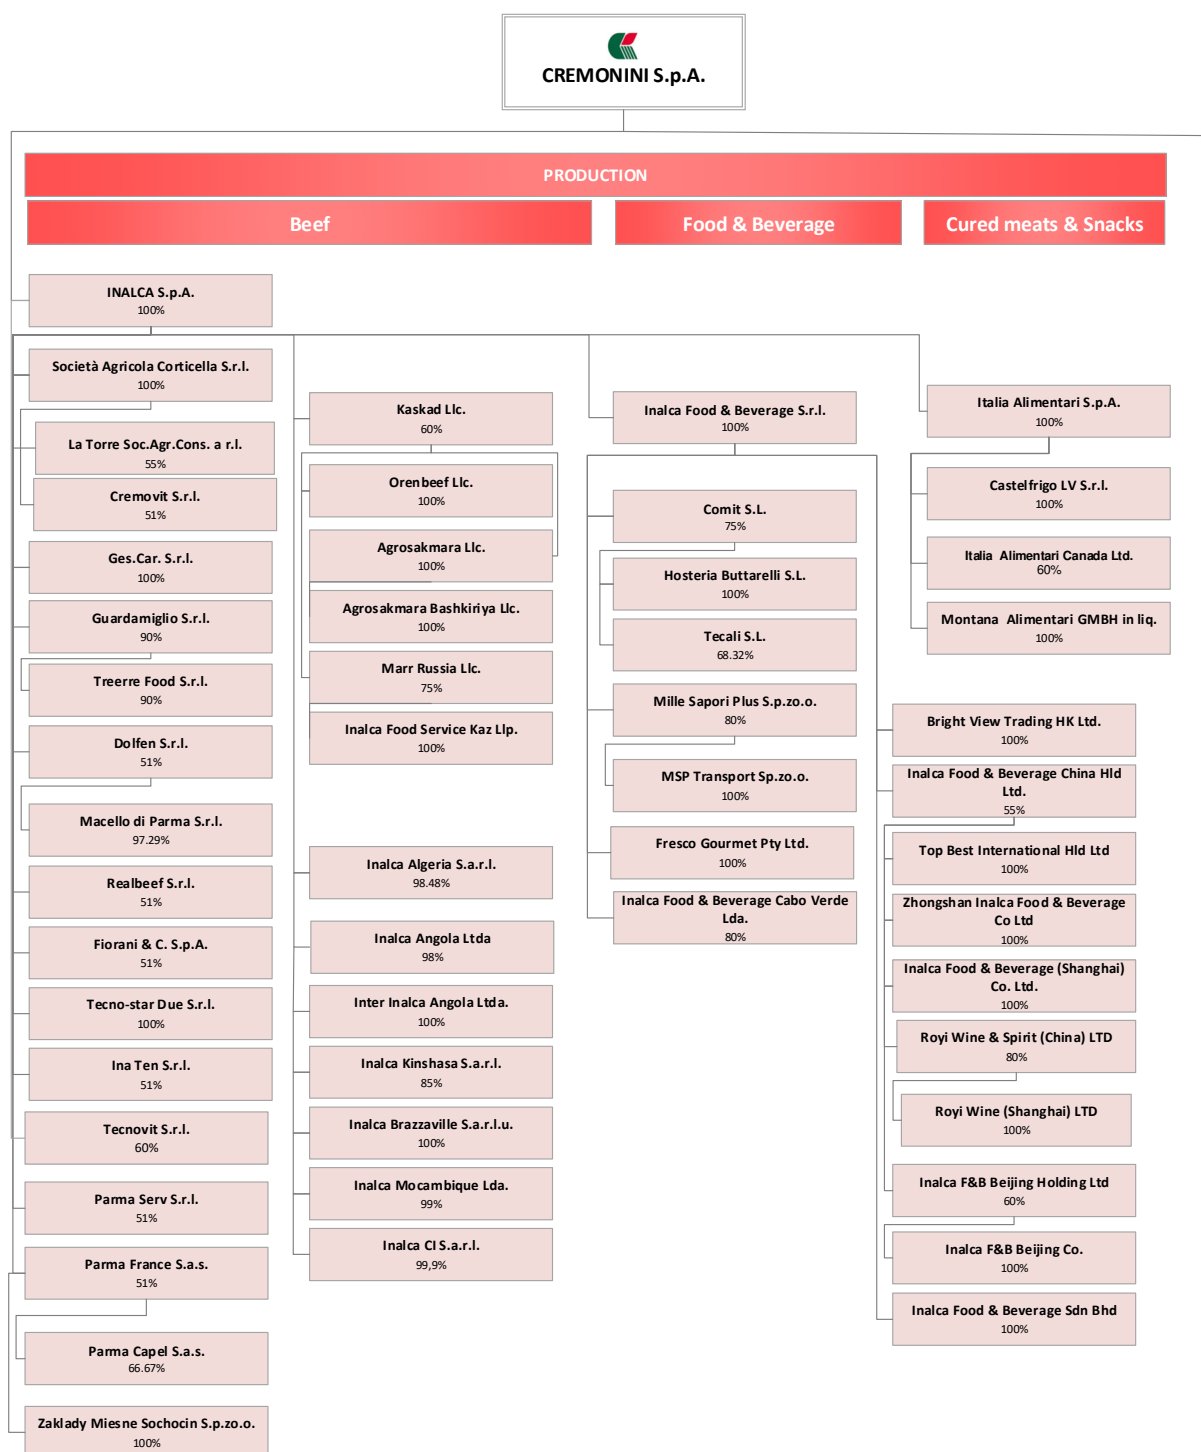 CREMONINI S.p.A.
PRODUCTION
Beef
Food & Beverage
Cured meats & Snacks
INALCA S.p.A.
100%
Società Agricola Corticella S.r.l.
100%
La Torre Soc.Agr.Cons. a r.l.
55%
Cremovit S.r.l.
51%
Ges.Car. S.r.l.
100%
Guardamiglio S.r.l.
90%
Treerre Food S.r.l.
90%
Dolfen S.r.l.
51%
Macello di Parma S.r.l.
97.29%
Realbeef S.r.l.
51%
Fiorani & C. S.p.A.
51%
Tecno-star Due S.r.l.
100%
Ina Ten S.r.l.
51%
Tecnovit S.r.l.
60%
Parma Serv S.r.l.
51%
Parma France S.a.s.
51%
Parma Capel S.a.s.
66.67%
Zaklady Miesne Sochocin S.p.zo.o.
100%
Kaskad Llc.
60%
Orenbeef Llc.
100%
Agrosakmara Llc.
100%
Agrosakmara Bashkiriya Llc.
100%
Marr Russia Llc.
75%
Inalca Food Service Kaz Llp.
100%
Inalca Algeria S.a.r.l.
98.48%
Inalca Angola Ltda
98%
Inter Inalca Angola Ltda.
100%
Inalca Kinshasa S.a.r.l.
85%
Inalca Brazzaville S.a.r.l.u.
100%
Inalca Mocambique Lda.
99%
Inalca CI S.a.r.l.
99,9%
Inalca Food & Beverage S.r.l.
100%
Comit S.L.
75%
Hosteria Buttarelli S.L.
100%
Tecali S.L.
68.32%
Mille Sapori Plus S.p.zo.o.
80%
MSP Transport Sp.zo.o.
100%
Fresco Gourmet Pty Ltd.
100%
Inalca Food & Beverage Cabo Verde
Lda.
80%
Bright View Trading HK Ltd.
100%
Inalca Food & Beverage China Hld
Ltd.
55%
Top Best International Hld Ltd
100%
Zhongshan Inalca Food & Beverage
Co Ltd
100%
Inalca Food & Beverage (Shanghai)
Co. Ltd.
100%
Royi Wine & Spirit (China) LTD
80%
Royi Wine (Shanghai) LTD
100%
Inalca F&B Beijing Holding Ltd
60%
Inalca F&B Beijing Co.
100%
Inalca Food & Beverage Sdn Bhd
100%
Italia Alimentari S.p.A.
100%
Castelfrigo LV S.r.l.
100%
Italia Alimentari Canada Ltd.
60%
Montana Alimentari GMBH in liq.
100%